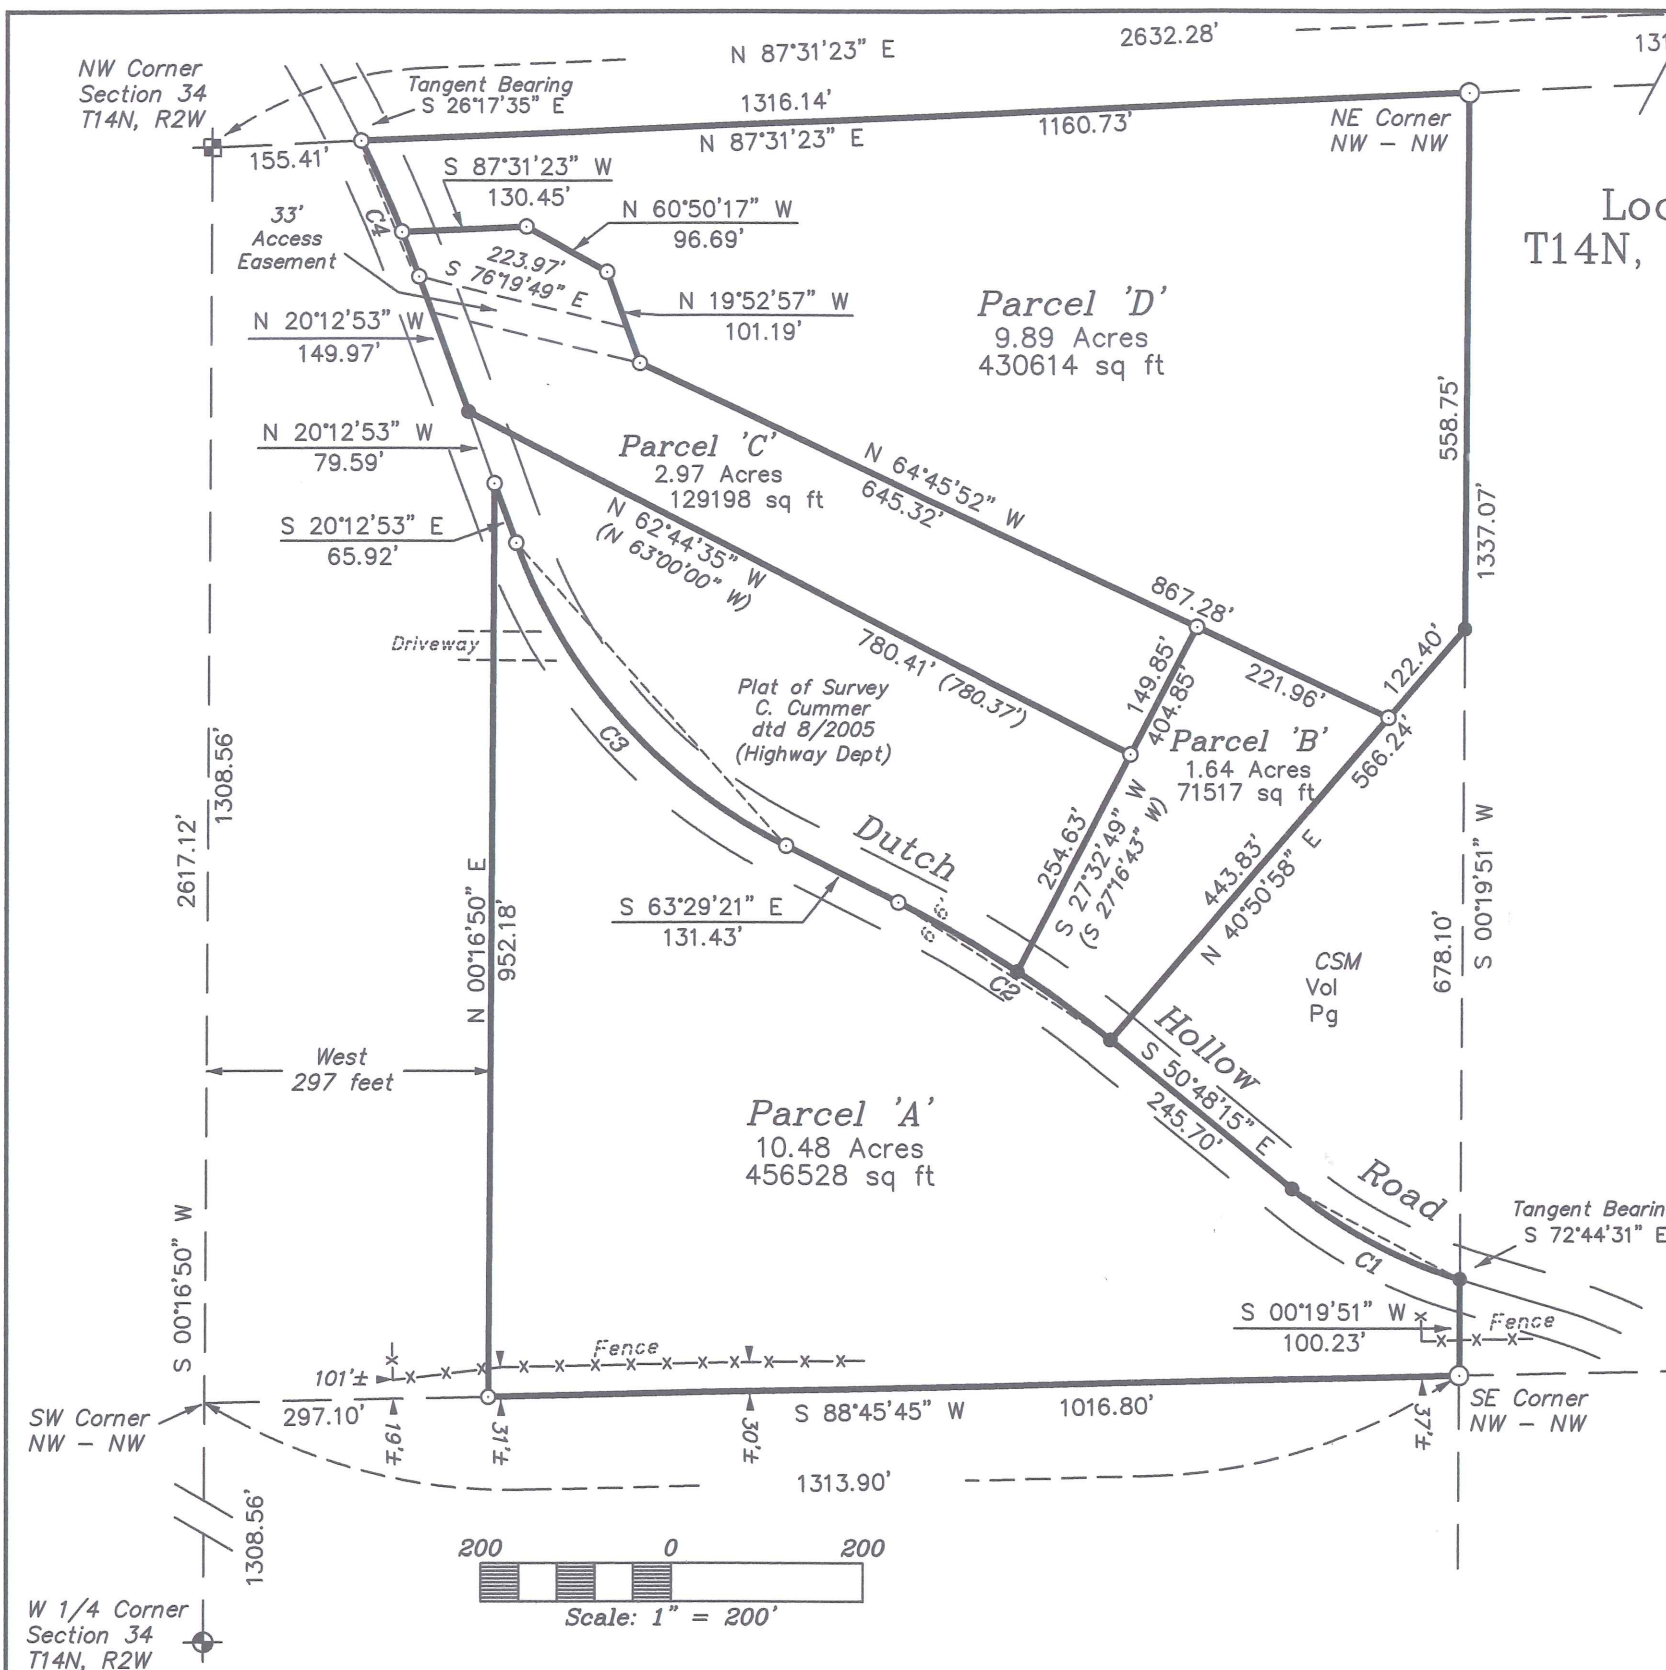 N 87°31'23" E
2632.28'
131
NW Corner
Section 34
T14N, R2W
Tangent Bearing
S 26°17'35" E
1316.14'
N 87°31'23" E
1160.73'
NE Corner
NW - NW
155.41'
S 87°31'23" W
130.45'
N 60°50'17" W
96.69'
33'
Access
Easement
C4
223.97'
S 76°19'49" E
N 19°52'57" W
101.19'
Loc
T14N,
N 20°12'53" W
149.97'
Parcel 'D'
9.89 Acres
430614 sq ft
558.75'
1337.07'
N 20°12'53" W
79.59'
Parcel 'C'
2.97 Acres
129198 sq ft
N 64°45'52" W
645.32'
S 20°12'53" E
65.92'
N 62°44'35" W
(N 63°00'00" W)
867.28'
780.41' (780.37')
149.85'
404.85'
221.96'
122.40'
566.24'
Driveway
Plat of Survey
C. Cummer
dtd 8/2005
(Highway Dept)
C3
Parcel 'B'
1.64 Acres
71517 sq ft
1308.56'
2617.12'
Dutch
254.63'
S 27°32'49" W
(S 27°16'43" W)
443.83'
N 40°50'58" E
S 00°19'51" W
678.10'
N 00°16'50" E
952.18'
S 63°29'21" E
131.43'
C2
CSM
Vol
Pg
Hollow
West
297 feet
S 50°48'15" E
245.70'
Parcel 'A'
10.48 Acres
456528 sq ft
Road
C1
Tangent Bearin
S 72°44'31" E
S 00°16'50" W
S 00°19'51" W
100.23'
Fence
Fence
101'±
SW Corner
NW - NW
297.10'
19'±
31'±
30'±
S 88°45'45" W
1016.80'
37'±
SE Corner
NW - NW
1313.90'
1308.56'
200 0 200
Scale: 1" = 200'
W 1/4 Corner
Section 34
T14N, R2W